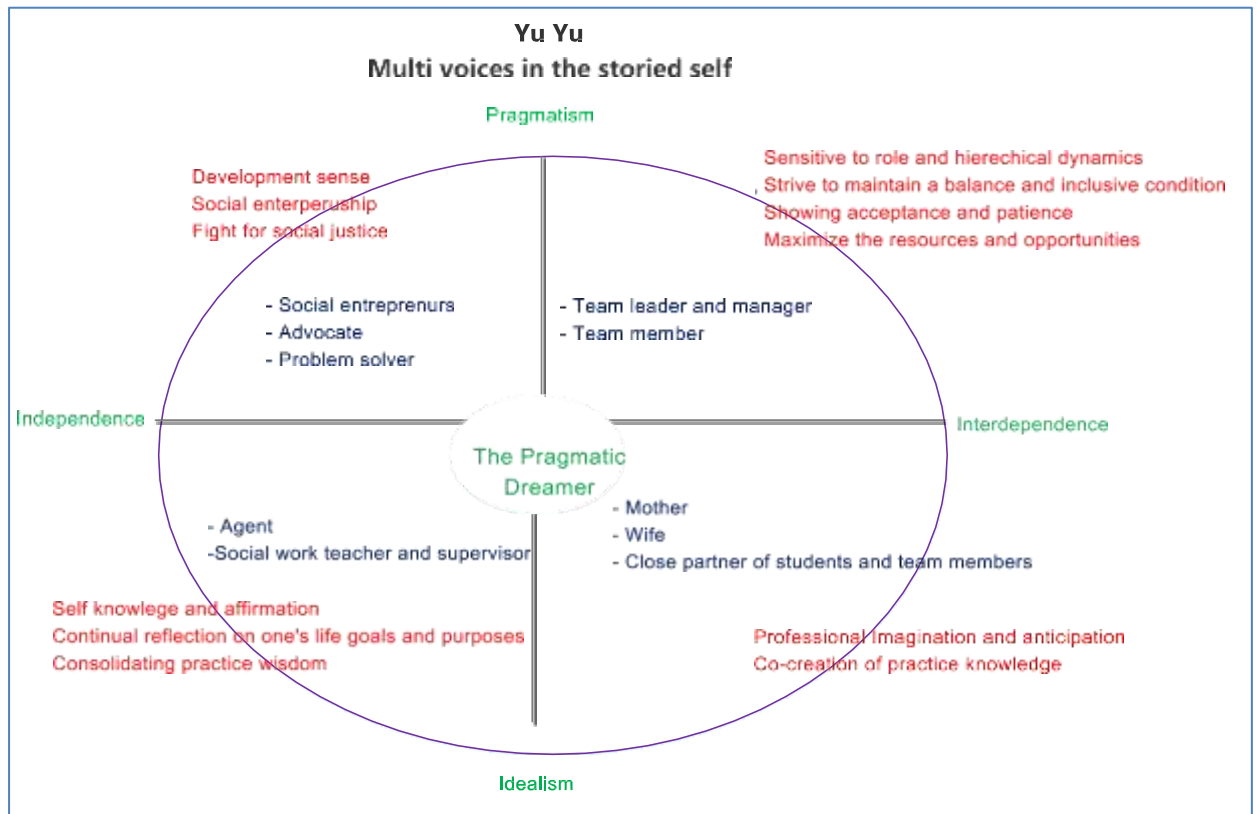 Yu Yu
Multi voices in the storied self
Pragmatism
Development sense
Social enterperuship
Fight for social justice
Sensitive to role and hierechical dynamics
, Strive to maintain a balance and inclusive condition
Showing acceptance and patience
Maximize the resources and opportunities
- Social entreprenurs
- Advocate
- Problem solver
- Team leader and manager
- Team member
Independence
Interdependence
The Pragmatic
Dreamer
- Agent
-Social work teacher and supervisor
- Mother
- Wife
- Close partner of students and team members
Self knowlege and affirmation
Continual reflection on one's life goals and purposes
Consolidating practice wisdom
Professional Imagination and anticipation
Co-creation of practice knowledge
Idealism